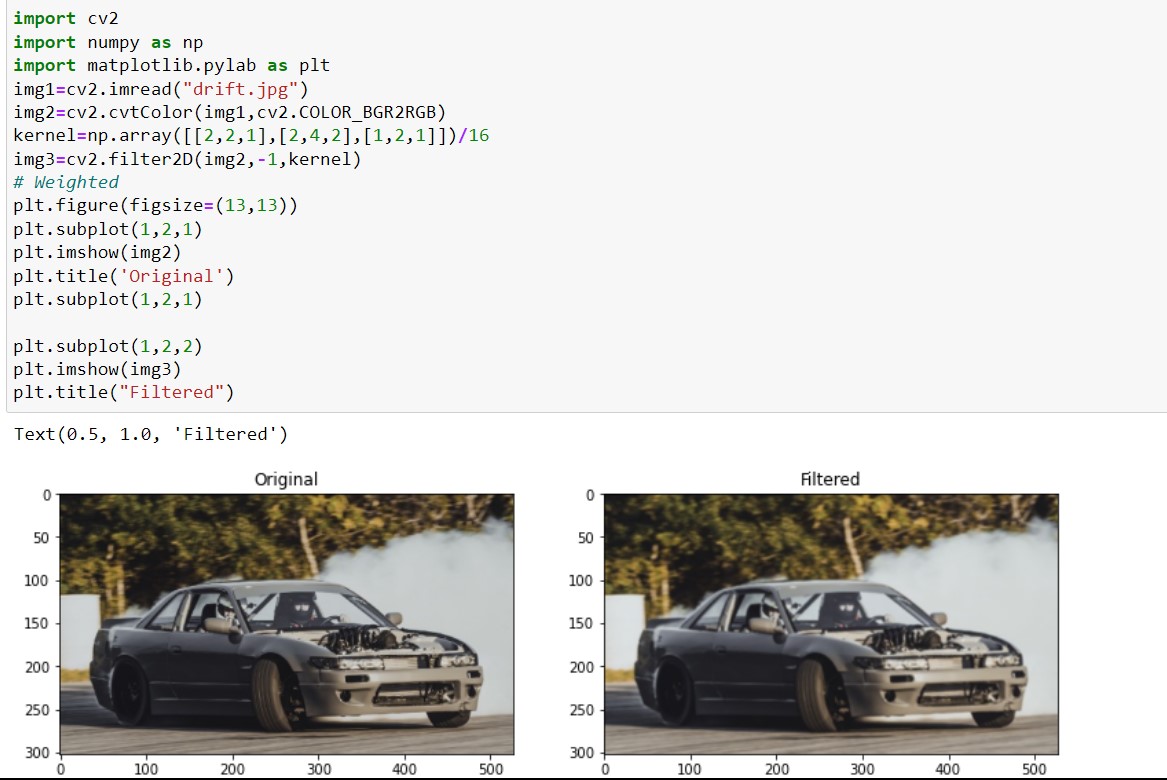 import cv2
import numpy as np
import matplotlib.pylab as plt
img1=cv2.imread("drift.jpg")
img2=cv2.cvtColor(img1,cv2.COLOR_BGR2RGB)
kernel=np.array([[2,2,1],[2,4,2],[1,2,1]])/16
img3=cv2.filter2D(img2,-1,kernel)
# Weighted
plt.figure(figsize=(13,13))
plt.subplot(1,2,1)
plt.imshow(img2)
plt.title('Original')
plt.subplot(1,2,1)
plt.subplot(1,2,2)
plt.imshow(img3)
plt.title("Filtered")
Text(0.5, 1.0, 'Filtered')
Original
0
50
100
150
200
250
300
0 100 200 300 400 500
Filtered
0
50
100
150
200
250
300
0 100 200 300 400 500